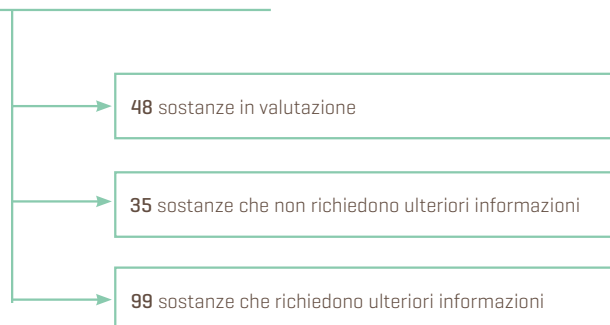 48 sostanze in valutazione
35 sostanze che non richiedono ulteriori informazioni
99 sostanze che richiedono ulteriori informazioni